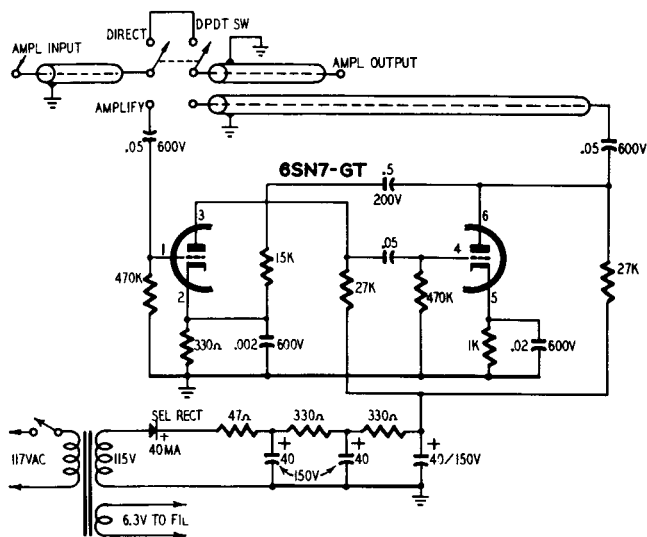 DIRECT
DPDT SW
AMPL INPUT
AMPL OUTPUT
AMPLIFY
.05 600V
.05 600V
6SN7-GT
.5
200V
3
6
1
4
.05
15K
27K
27K
470K
470K
2
5
330Ω
.002 600V
1K
.02 600V
SEL RECT
47Ω
330Ω
330Ω
117VAC
115V
+
40MA
+
40
150V
+
40
+
40/150V
6.3V TO FIL